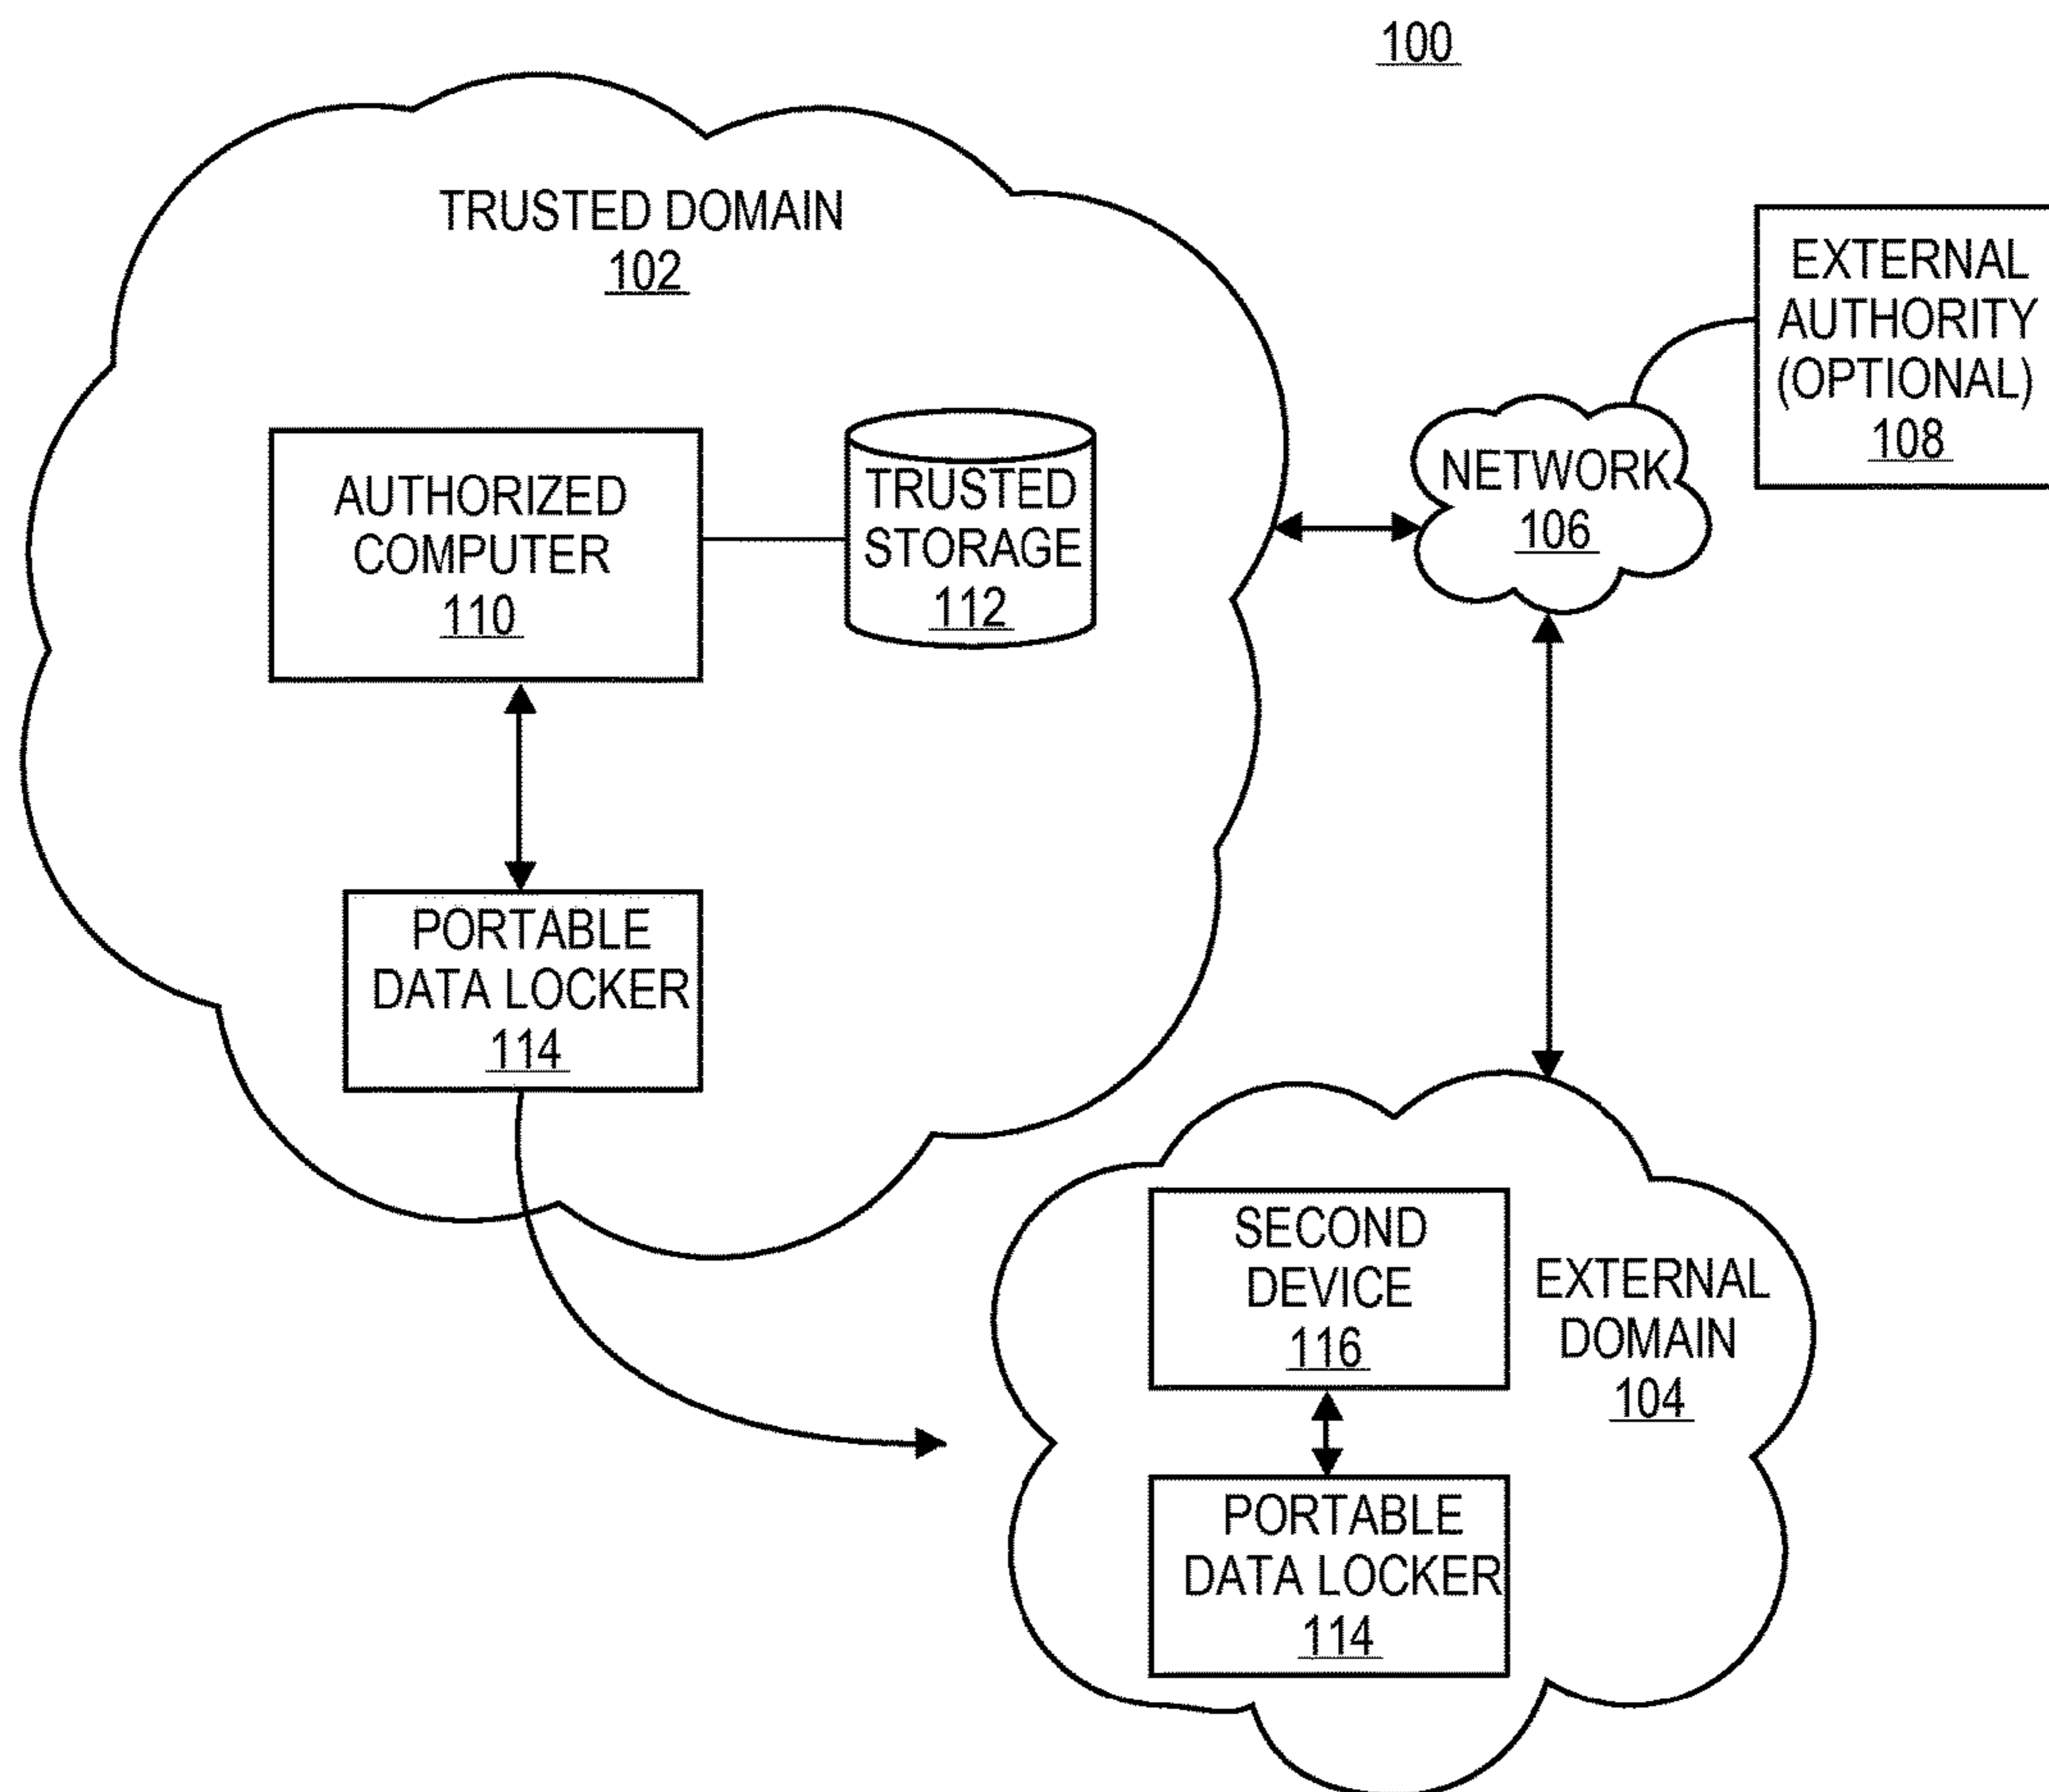 100
TRUSTED DOMAIN
102
EXTERNAL
AUTHORITY
(OPTIONAL)
108
NETWORK
106
AUTHORIZED
COMPUTER
110
TRUSTED
STORAGE
112
PORTABLE
DATA LOCKER
114
SECOND
DEVICE
116
EXTERNAL
DOMAIN
104
PORTABLE
DATA LOCKER
114